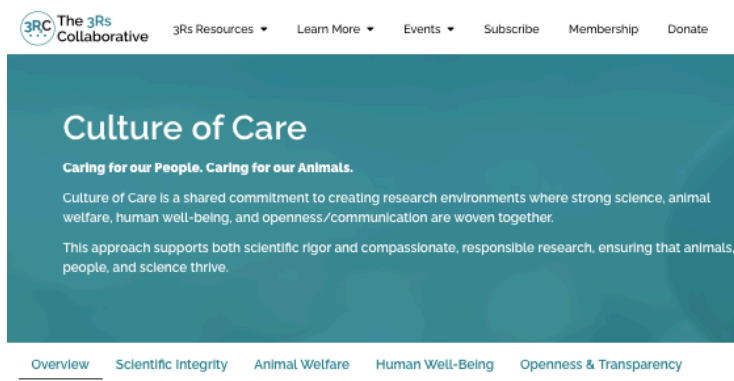 3RC The 3Rs
Collaborative
3Rs Resources
Learn More
Events
Subscribe
Membership
Donate
Culture of Care
Caring for our People. Caring for our Animals.
Culture of Care is a shared commitment to creating research environments where strong science, animal
welfare, human well-being, and openness/communication are woven together.
This approach supports both scientific rigor and compassionate, responsible research, ensuring that animals,
people, and science thrive.
Overview
Scientific Integrity
Animal Welfare
Human Well-Being
Openness & Transparency